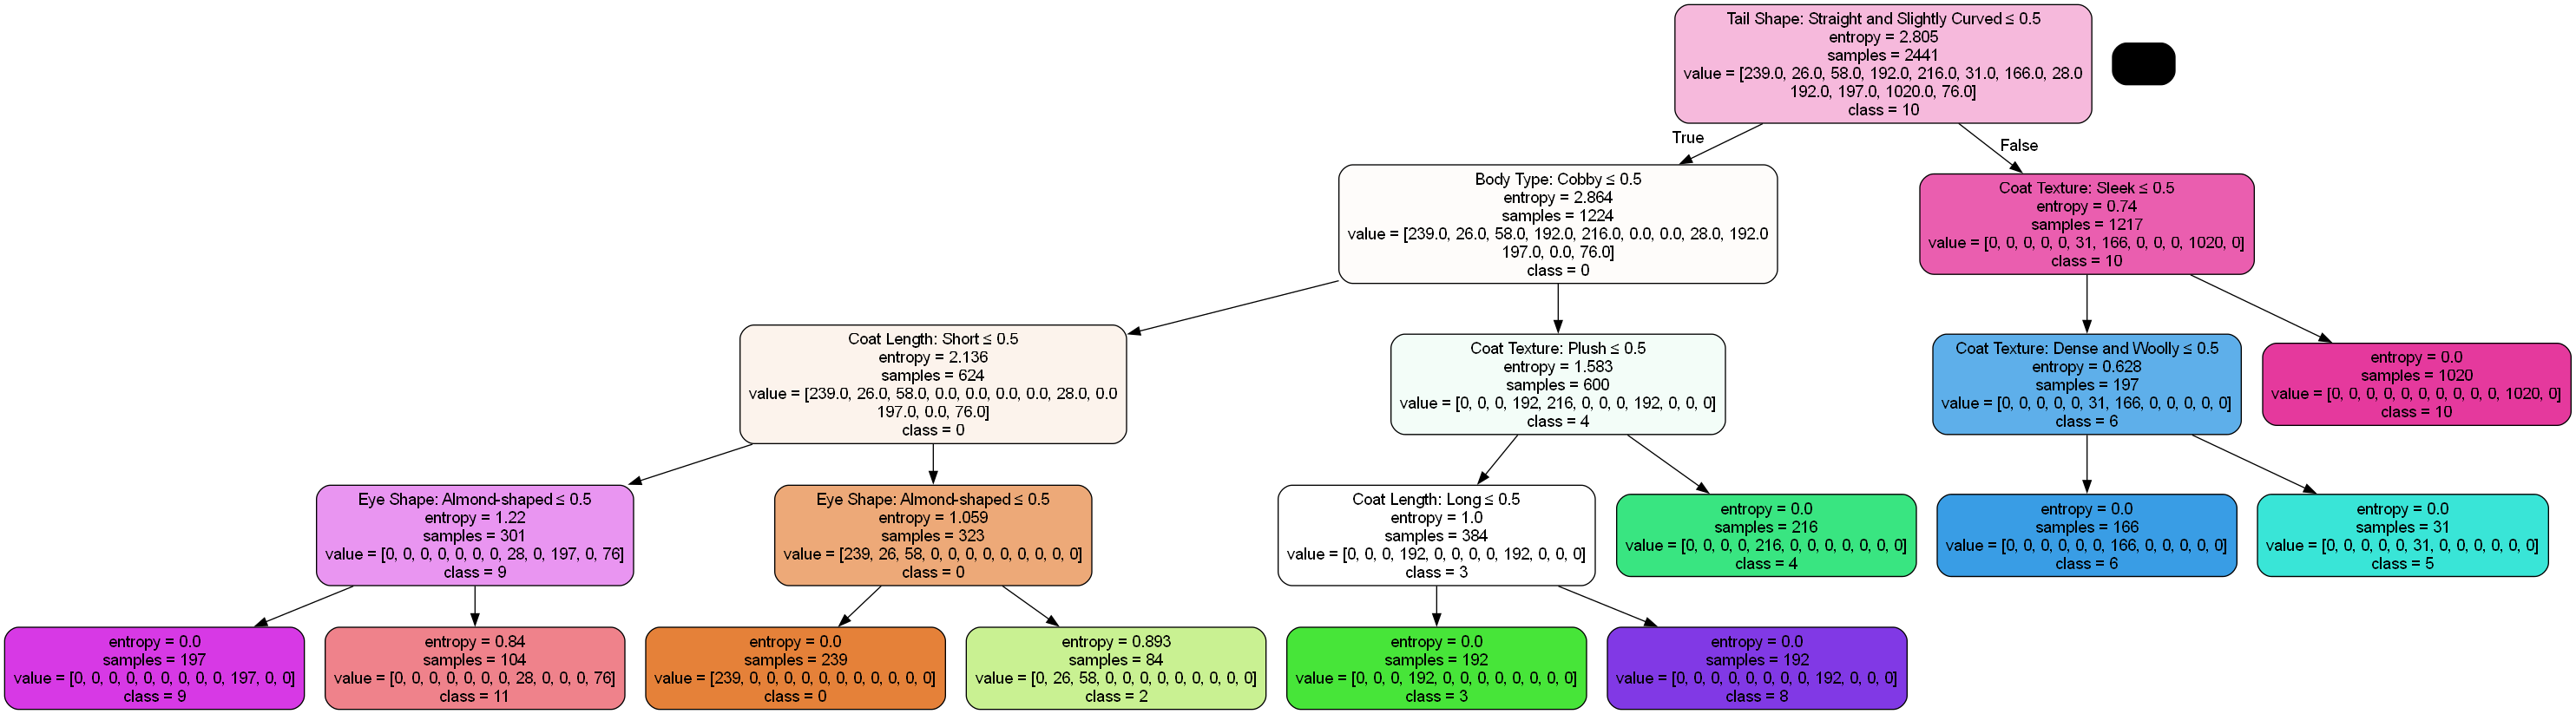 Tail Shape: Straight and Slightly Curved ≤ 0.5
entropy = 2.805
samples = 2441
value = [239.0, 26.0, 58.0, 192.0, 216.0, 31.0, 166.0, 28.0
192.0, 197.0, 1020.0, 76.0]
class = 10
True
False
Body Type: Cobby ≤ 0.5
entropy = 2.864
samples = 1224
value = [239.0, 26.0, 58.0, 192.0, 216.0, 0.0, 0.0, 28.0, 192.0
197.0, 0.0, 76.0]
class = 0
Coat Texture: Sleek ≤ 0.5
entropy = 0.74
samples = 1217
value = [0, 0, 0, 0, 0, 31, 166, 0, 0, 0, 1020, 0]
class = 10
Coat Length: Short ≤ 0.5
entropy = 2.136
samples = 624
value = [239.0, 26.0, 58.0, 0.0, 0.0, 0.0, 0.0, 28.0, 0.0
197.0, 0.0, 76.0]
class = 0
Coat Texture: Plush ≤ 0.5
entropy = 1.583
samples = 600
value = [0, 0, 0, 192, 216, 0, 0, 0, 192, 0, 0, 0]
class = 4
Coat Texture: Dense and Woolly ≤ 0.5
entropy = 0.628
samples = 197
value = [0, 0, 0, 0, 0, 31, 166, 0, 0, 0, 0, 0]
class = 6
entropy = 0.0
samples = 1020
value = [0, 0, 0, 0, 0, 0, 0, 0, 0, 0, 1020, 0]
class = 10
Eye Shape: Almond-shaped ≤ 0.5
entropy = 1.22
samples = 301
value = [0, 0, 0, 0, 0, 0, 0, 28, 0, 197, 0, 76]
class = 9
Eye Shape: Almond-shaped ≤ 0.5
entropy = 1.059
samples = 323
value = [239, 26, 58, 0, 0, 0, 0, 0, 0, 0, 0, 0]
class = 0
Coat Length: Long ≤ 0.5
entropy = 1.0
samples = 384
value = [0, 0, 0, 192, 0, 0, 0, 0, 192, 0, 0, 0]
class = 3
entropy = 0.0
samples = 216
value = [0, 0, 0, 0, 216, 0, 0, 0, 0, 0, 0, 0]
class = 4
entropy = 0.0
samples = 166
value = [0, 0, 0, 0, 0, 0, 166, 0, 0, 0, 0, 0]
class = 6
entropy = 0.0
samples = 31
value = [0, 0, 0, 0, 0, 31, 0, 0, 0, 0, 0, 0]
class = 5
entropy = 0.0
samples = 197
value = [0, 0, 0, 0, 0, 0, 0, 0, 0, 197, 0, 0]
class = 9
entropy = 0.84
samples = 104
value = [0, 0, 0, 0, 0, 0, 0, 28, 0, 0, 0, 76]
class = 11
entropy = 0.0
samples = 239
value = [239, 0, 0, 0, 0, 0, 0, 0, 0, 0, 0, 0]
class = 0
entropy = 0.893
samples = 84
value = [0, 26, 58, 0, 0, 0, 0, 0, 0, 0, 0, 0]
class = 2
entropy = 0.0
samples = 192
value = [0, 0, 0, 192, 0, 0, 0, 0, 0, 0, 0, 0]
class = 3
entropy = 0.0
samples = 192
value = [0, 0, 0, 0, 0, 0, 0, 0, 192, 0, 0, 0]
class = 8